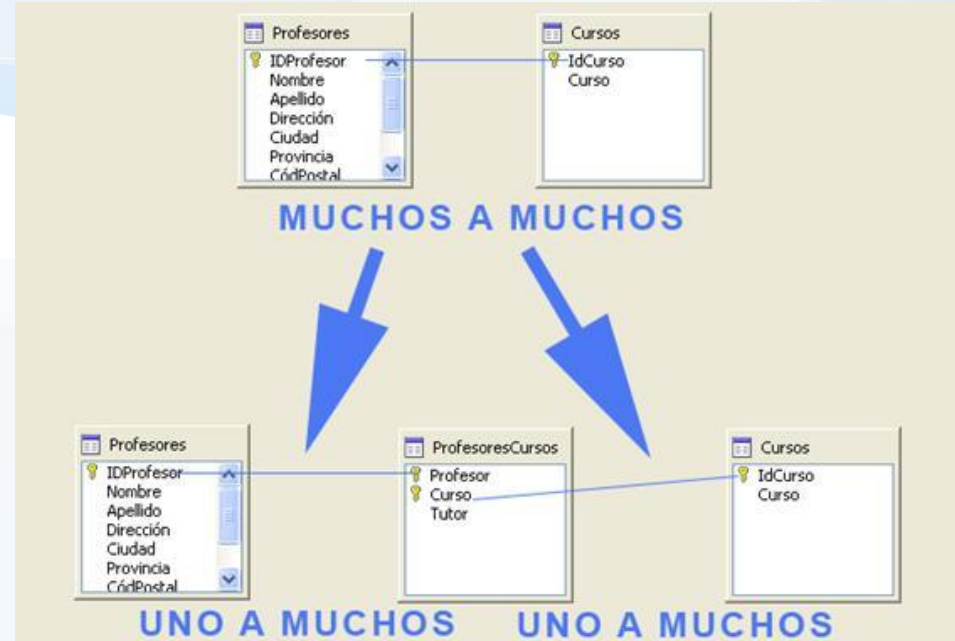 Profesores
IDProfesor
Nombre
Apellido
Dirección
Ciudad
Provincia
CódPostal
Cursos
IdCurso
Curso
MUCHOS A MUCHOS
Profesores
IDProfesor
Nombre
Apellido
Dirección
Ciudad
Provincia
CódPostal
ProfesoresCursos
Profesor
Curso
Tutor
Cursos
IdCurso
Curso
UNO A MUCHOS
UNO A MUCHOS